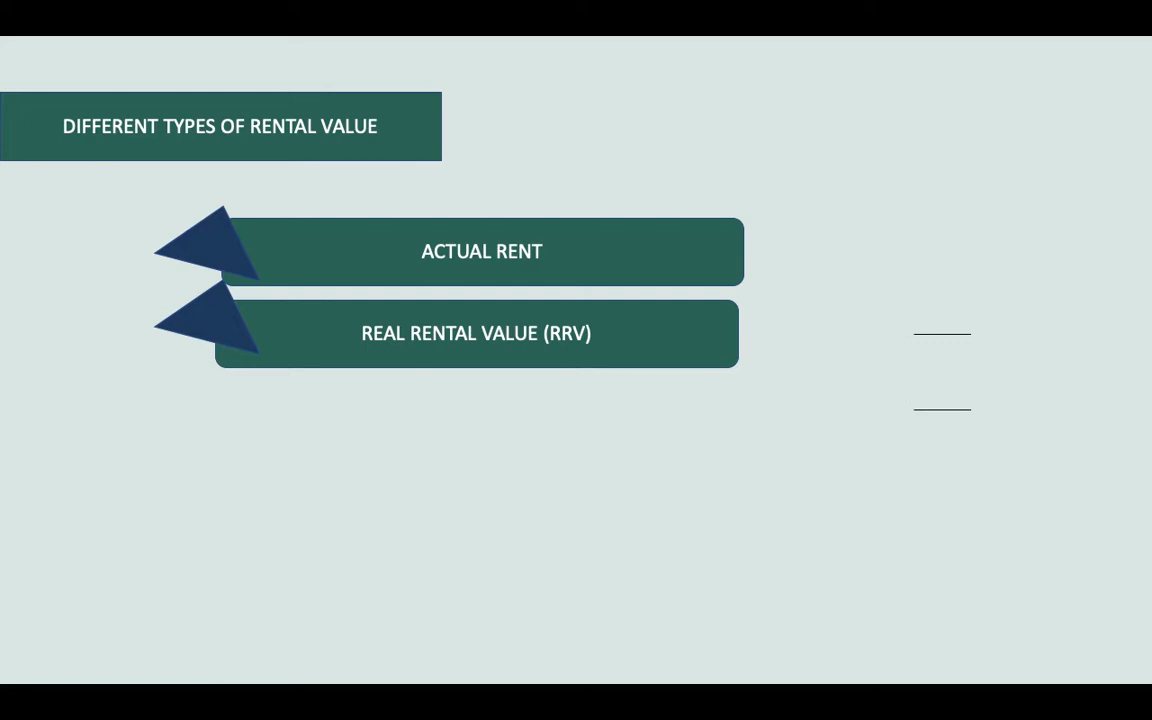 DIFFERENT TYPES OF RENTAL VALUE
ACTUAL RENT
REAL RENTAL VALUE (RRV)